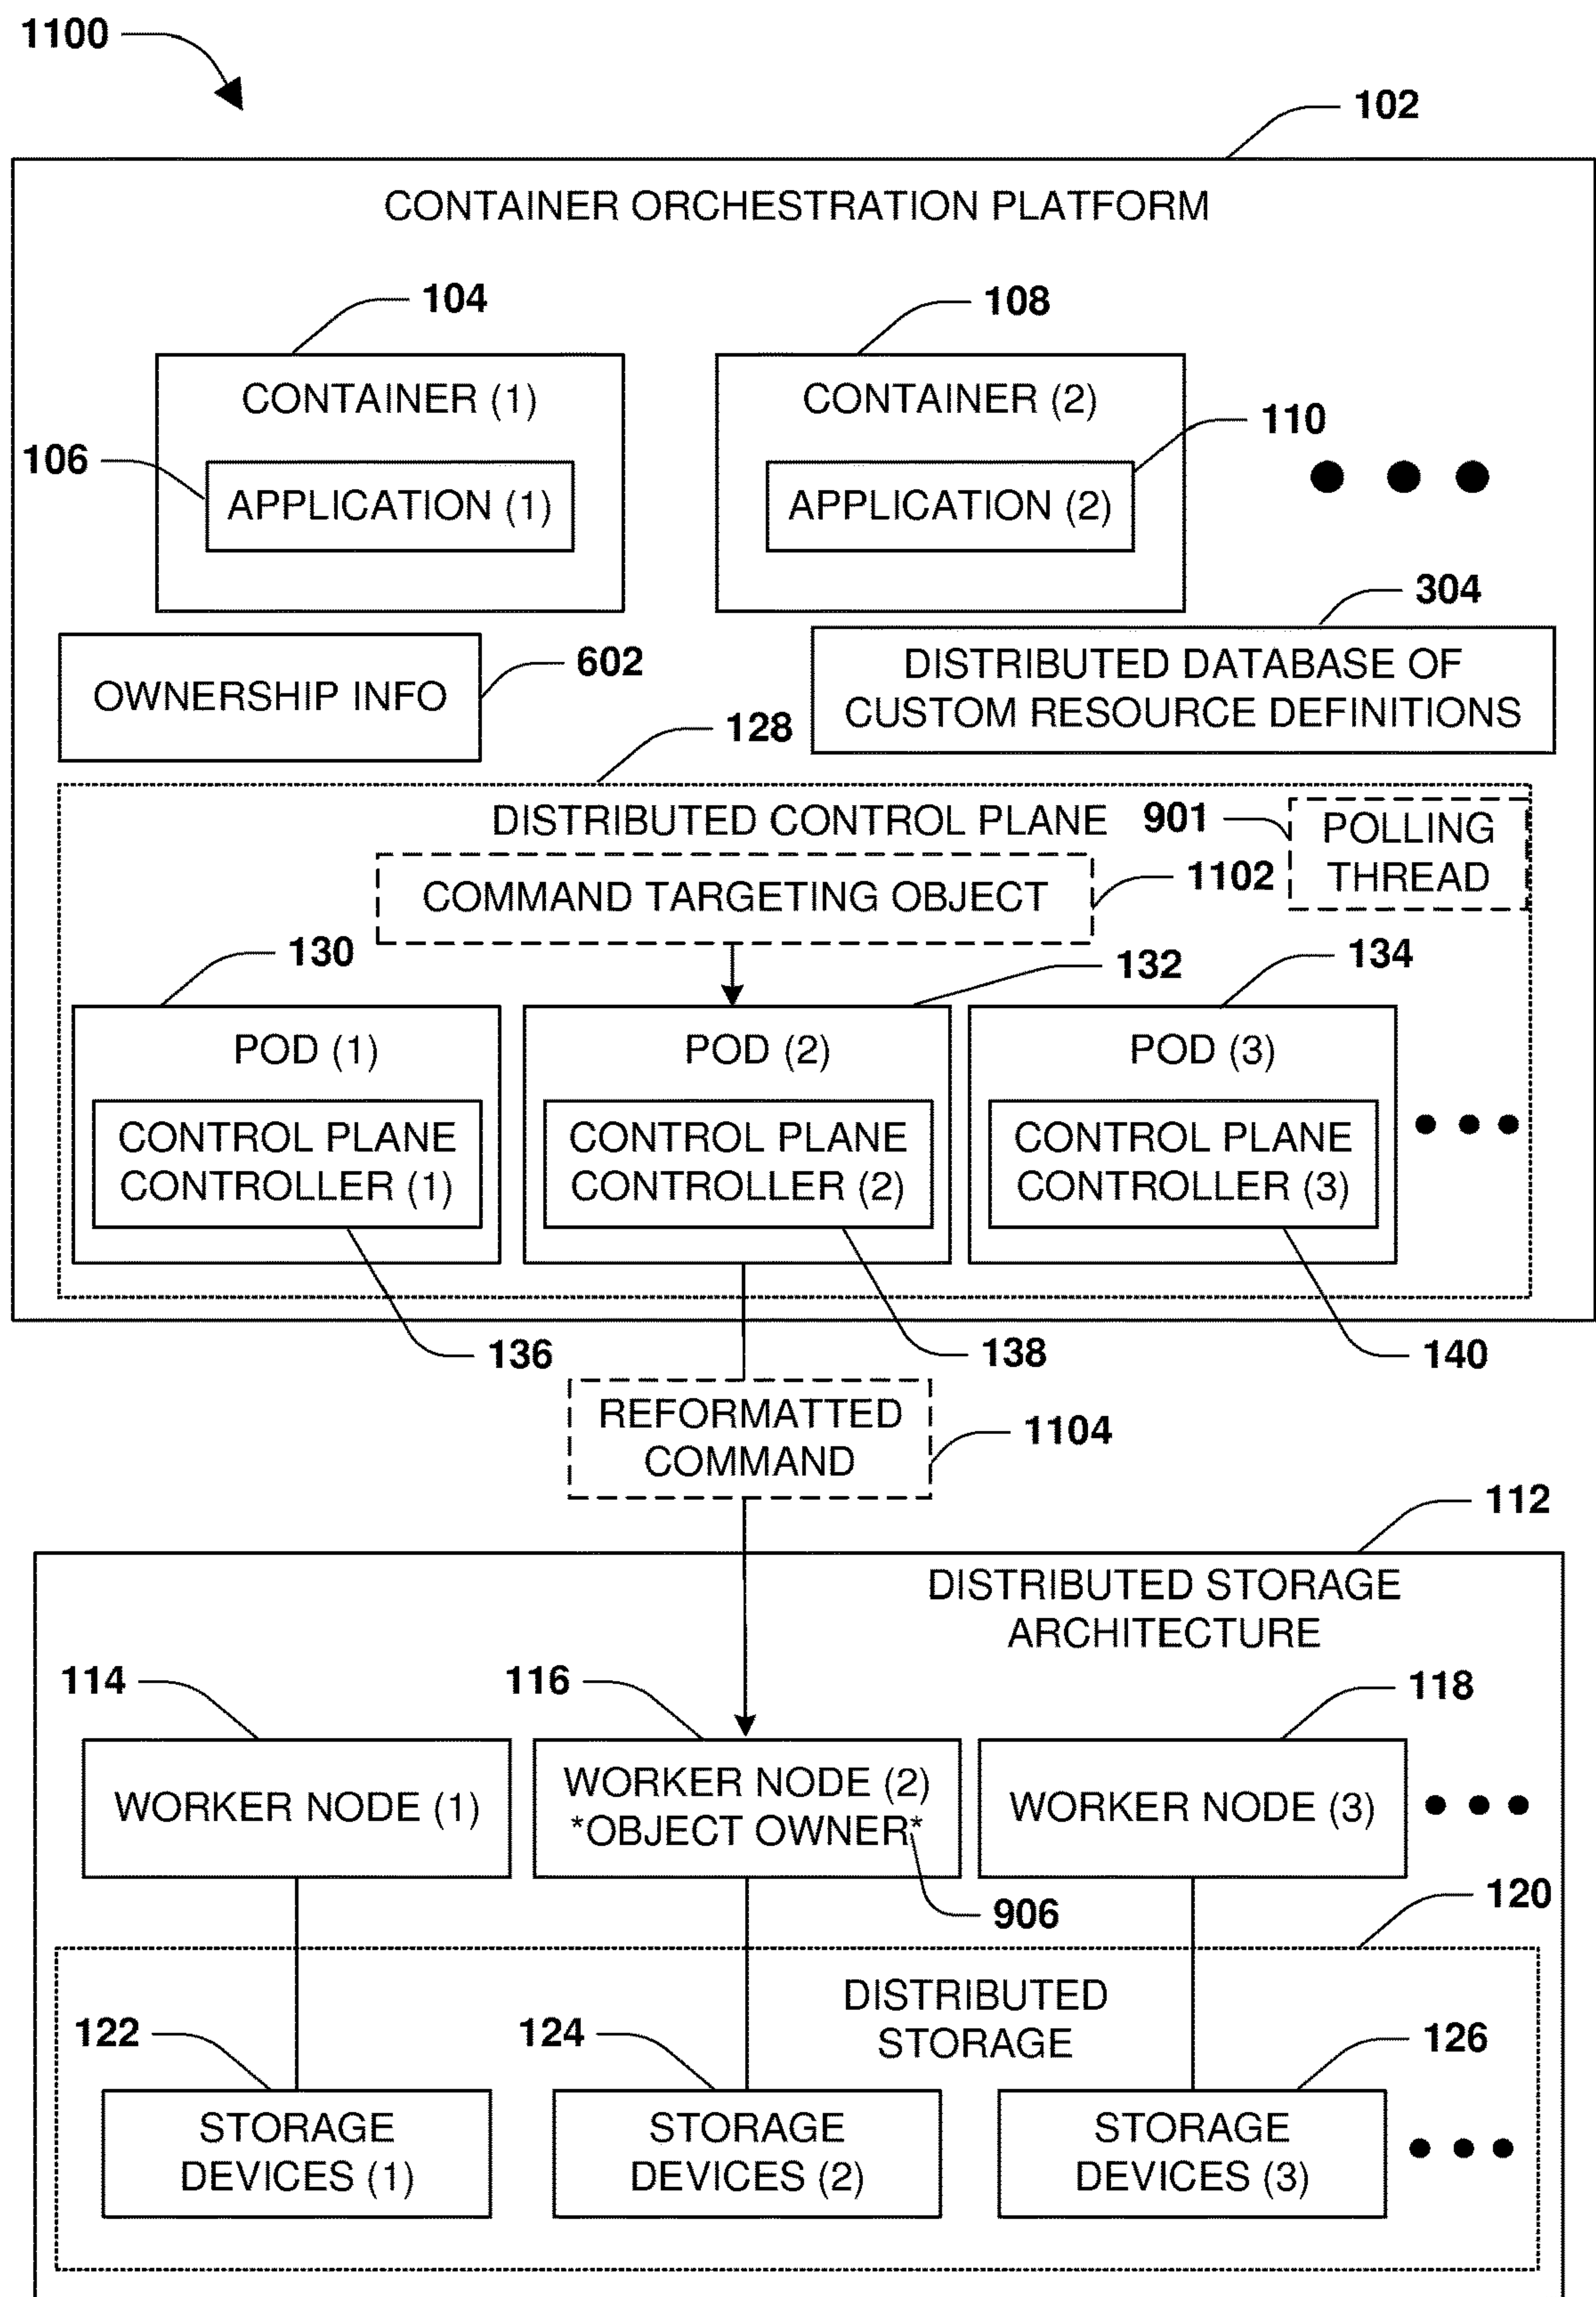 1100
102
CONTAINER ORCHESTRATION PLATFORM
104
108
CONTAINER (1)
CONTAINER (2)
110
106
APPLICATION (1)
APPLICATION (2)
304
602
OWNERSHIP INFO
DISTRIBUTED DATABASE OF
CUSTOM RESOURCE DEFINITIONS
128
DISTRIBUTED CONTROL PLANE
901
POLLING
THREAD
COMMAND TARGETING OBJECT
1102
130
132
134
POD (1)
POD (2)
POD (3)
CONTROL PLANE
CONTROLLER (1)
CONTROL PLANE
CONTROLLER (2)
CONTROL PLANE
CONTROLLER (3)
136
138
140
REFORMATTED
COMMAND
1104
112
DISTRIBUTED STORAGE
ARCHITECTURE
114
116
118
WORKER NODE (1)
WORKER NODE (2)
*OBJECT OWNER*
WORKER NODE (3)
906
120
DISTRIBUTED
STORAGE
122
124
126
STORAGE
DEVICES (1)
STORAGE
DEVICES (2)
STORAGE
DEVICES (3)